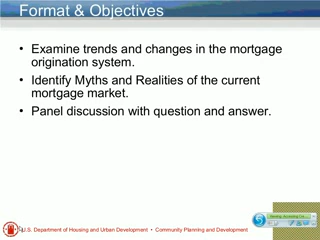 Format & Objectives
• Examine trends and changes in the mortgage
origination system.
• Identify Myths and Realities of the current
mortgage market.
• Panel discussion with question and answer.
U.S. Department of Housing and Urban Development • Community Planning and Development